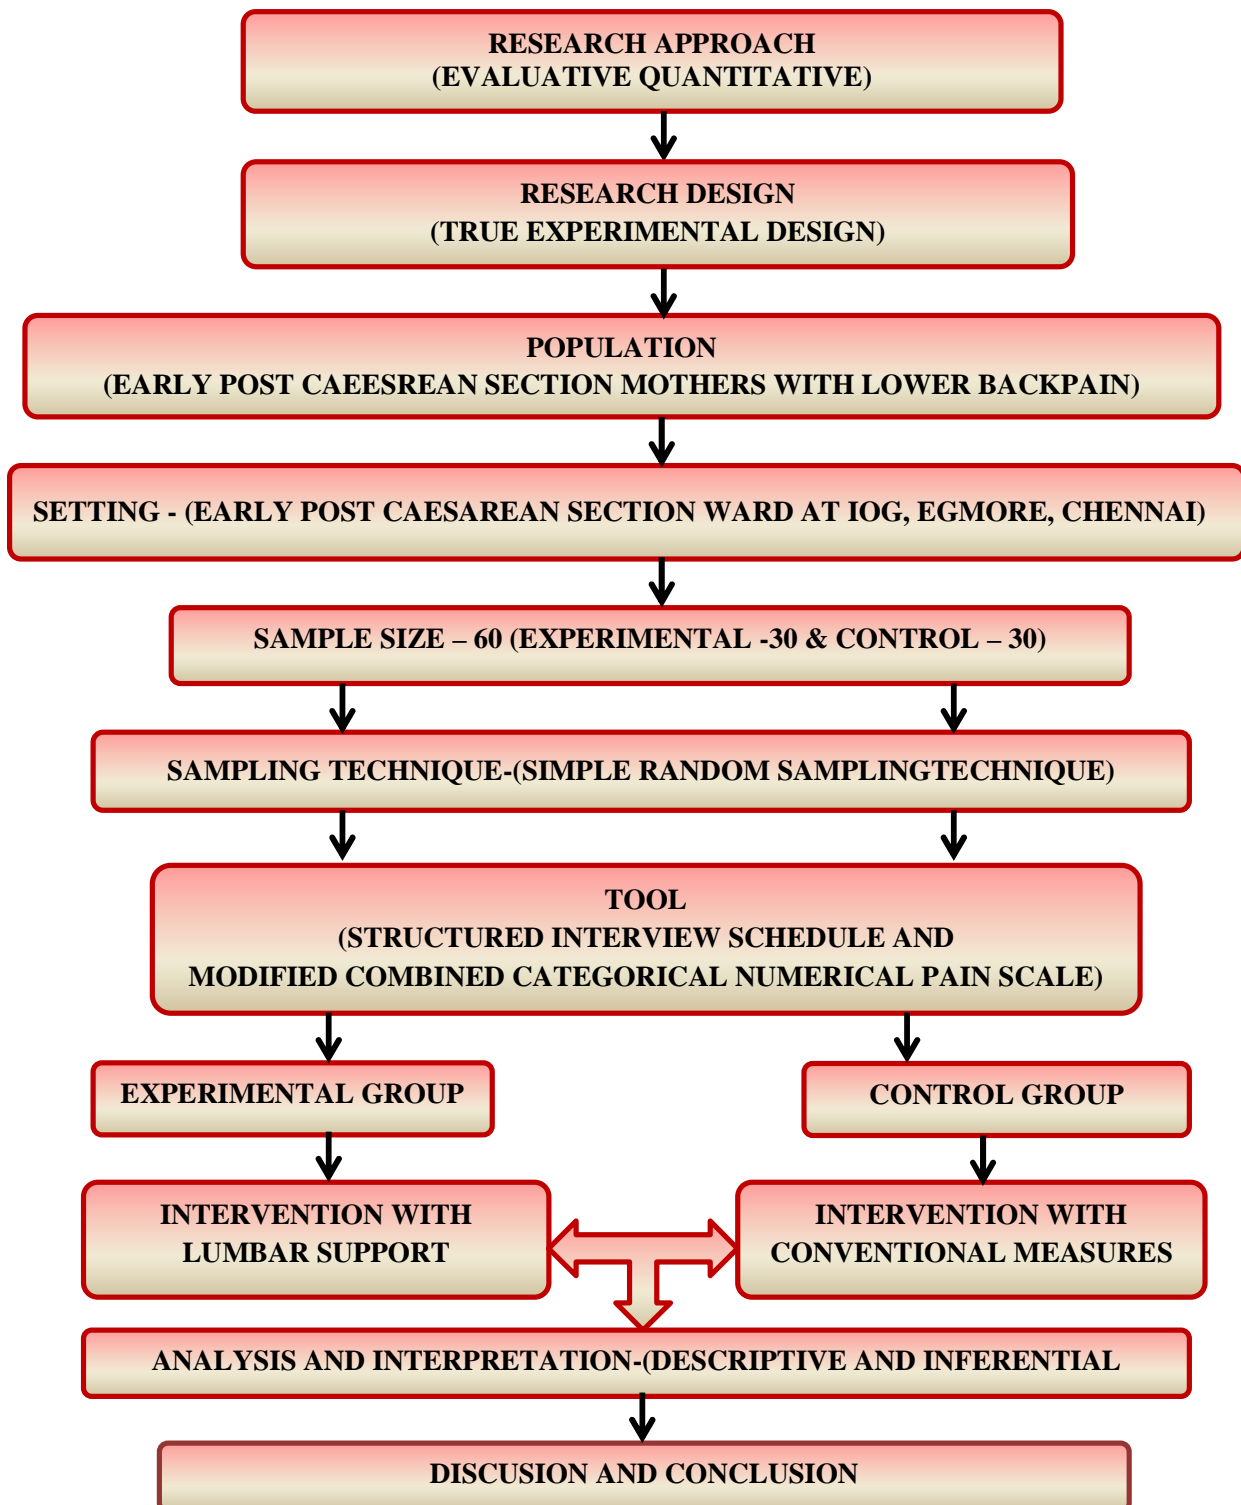 RESEARCH APPROACH
(EVALUATIVE QUANTITATIVE)
RESEARCH DESIGN
(TRUE EXPERIMENTAL DESIGN)
POPULATION
(EARLY POST CAEESREAN SECTION MOTHERS WITH LOWER BACKPAIN)
SETTING - (EARLY POST CAESAREAN SECTION WARD AT IOG, EGMORE, CHENNAI)
SAMPLE SIZE – 60 (EXPERIMENTAL -30 & CONTROL – 30)
SAMPLING TECHNIQUE-(SIMPLE RANDOM SAMPLINGTECHNIQUE)
TOOL
(STRUCTURED INTERVIEW SCHEDULE AND
MODIFIED COMBINED CATEGORICAL NUMERICAL PAIN SCALE)
EXPERIMENTAL GROUP
CONTROL GROUP
INTERVENTION WITH
LUMBAR SUPPORT
INTERVENTION WITH
CONVENTIONAL MEASURES
ANALYSIS AND INTERPRETATION-(DESCRIPTIVE AND INFERENTIAL
DISCUSION AND CONCLUSION